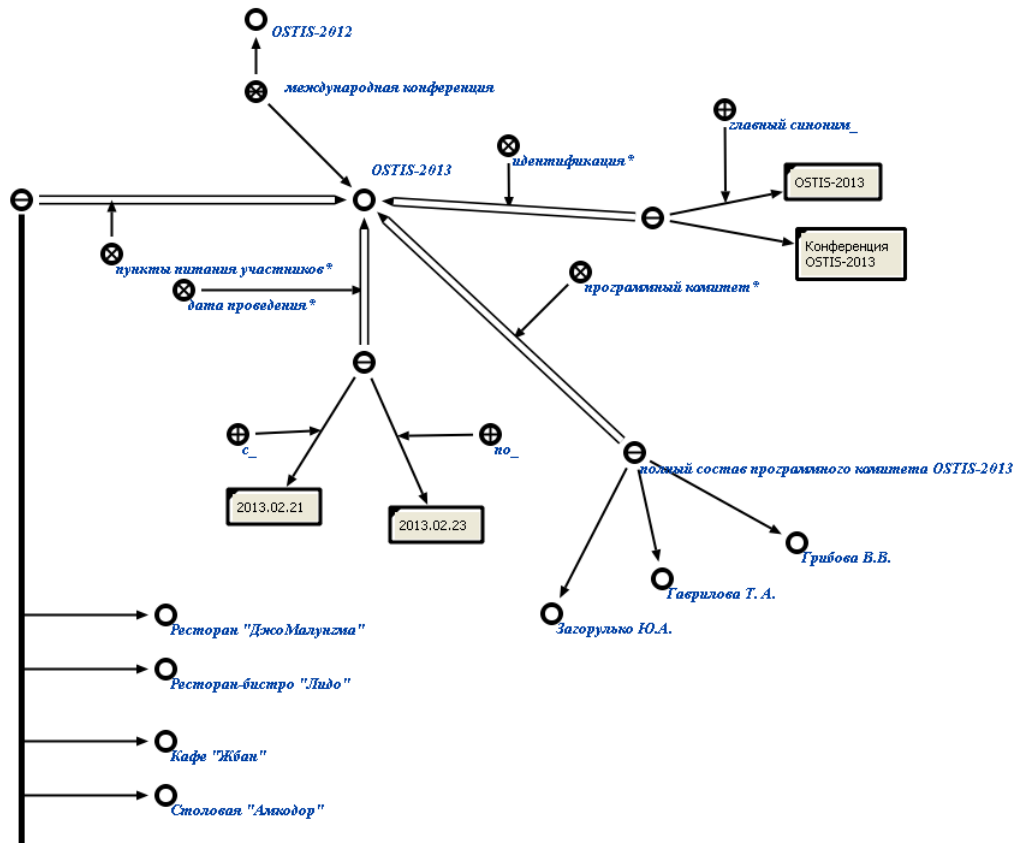 OSTIS-2012
международная конференция
главный синоним_
идентификация*
OSTIS-2013
OSTIS-2013
Конференция
OSTIS-2013
пункты питания участников*
программный комитет*
дата проведения*
с_
по_
полный состав программного комитета OSTIS-2013
2013.02.21
2013.02.23
Грибова В.В.
Гаврилова Т. А.
Загорулько Ю.А.
Ресторан "ДжоМалунгма"
Ресторан-бистро "Лидо"
Кафе "Жбан"
Столовая "Амкодор"